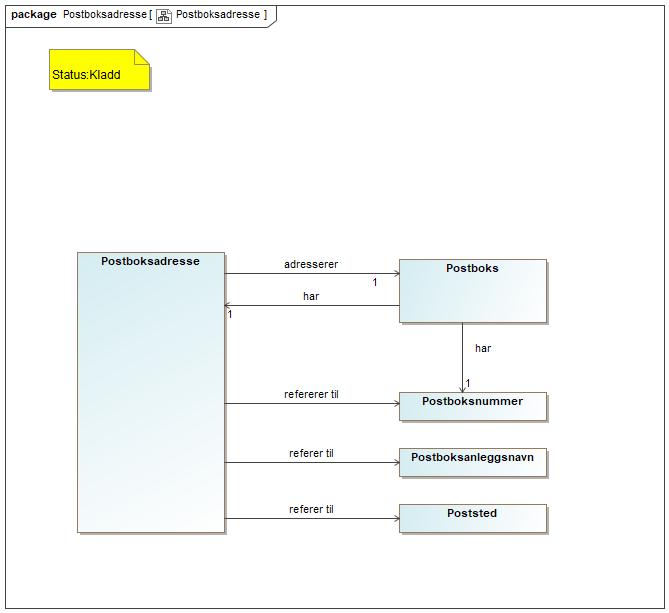 package Postboksadresse [ Postboksadresse ]
Status:Kladd
Postboksadresse
adresserer
1
Postboks
har
1
har
1
refererer til
Postboksnummer
referer til
Postboksanleggsnavn
referer til
Poststed